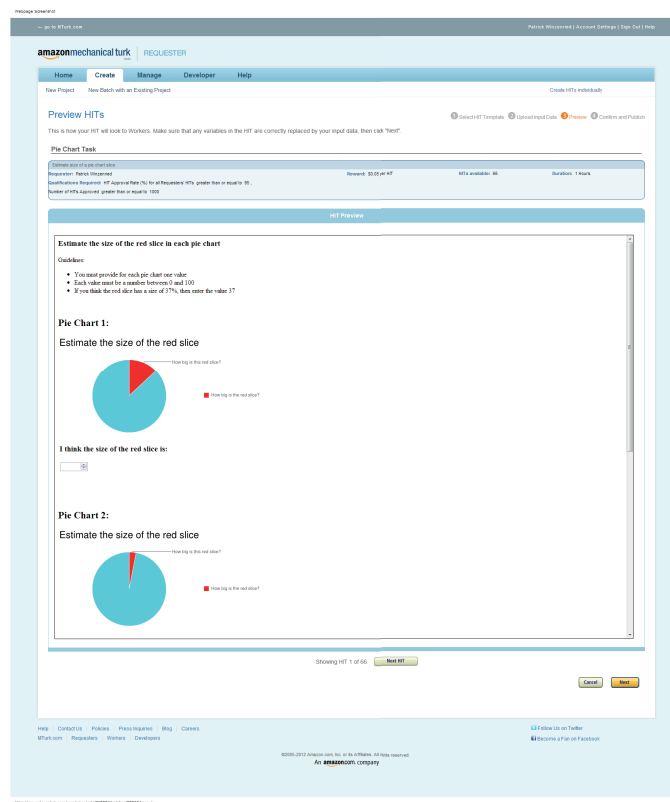 Webpage Screenshot
← go to MTurk.com
Patrick Winzenried | Account Settings | Sign Out | Help
amazonmechanical turk REQUESTER
Home Create Manage Developer Help
New Project New Batch with an Existing Project Create HITs individually
Preview HITs
1 Select HIT Template 2 Upload Input Data 3 Preview 4 Confirm and Publish
This is how your HIT will look to Workers. Make sure that any variables in the HIT are correctly replaced by your input data, then click "Next".
Pie Chart Task
Estimate size of a pie chart slice
Requester: Patrick Winzenried Reward: $0.05 per HIT HITs available: 66 Duration: 1 Hours
Qualifications Required: HIT Approval Rate (%) for all Requesters' HITs greater than or equal to 95 ,
Number of HITs Approved greater than or equal to 1000
HIT Preview
Estimate the size of the red slice in each pie chart
Guidelines:
• You must provide for each pie chart one value
• Each value must be a number between 0 and 100
• If you think the red slice has a size of 37%, then enter the value 37
Pie Chart 1:
Estimate the size of the red slice
How big is this red slice?
How big is the red slice?
I think the size of the red slice is:
Pie Chart 2:
Estimate the size of the red slice
How big is this red slice?
How big is the red slice?
Showing HIT 1 of 66 Next HIT
Cancel Next
Help | Contact Us | Policies | Press Inquiries | Blog | Careers
MTurk.com | Requesters | Workers | Developers
Follow Us on Twitter
Become a Fan on Facebook
©2005-2012 Amazon.com, Inc. or its Affiliates. All rights reserved.
An amazon.com. company